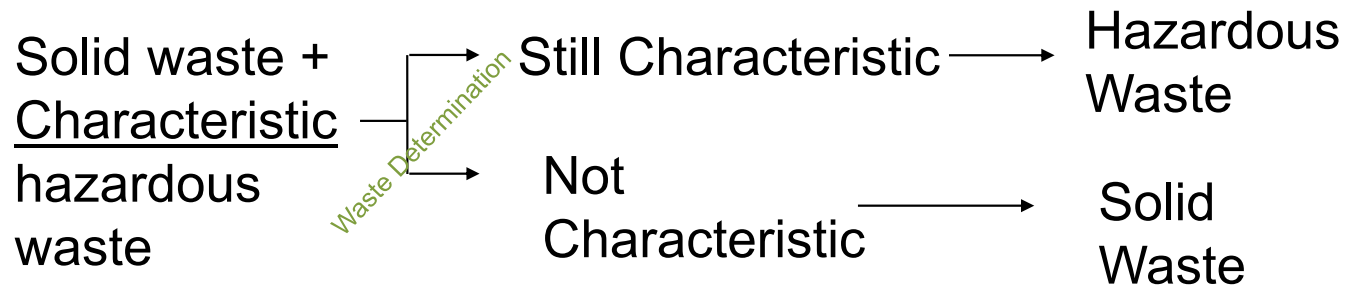 Solid waste +
Characteristic
hazardous
waste
Waste Determination
Still Characteristic
Hazardous
Waste
Not
Characteristic
Solid
Waste